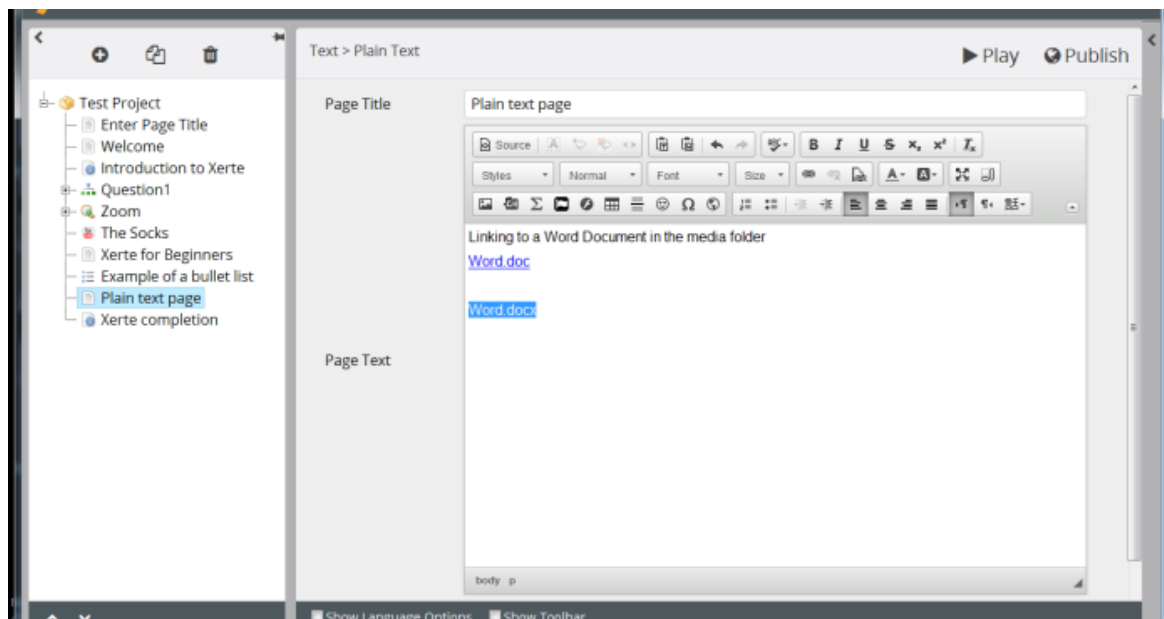 Text > Plain Text
Play
Publish
Test Project
Enter Page Title
Welcome
Introduction to Xerte
Question1
Zoom
The Socks
Xerte for Beginners
Example of a bullet list
Plain text page
Xerte completion
Page Title
Plain text page
Source
B I U S x₂ x² Tx
Styles Normal Font Size
Linking to a Word Document in the media folder
Word.doc
Word.docx
Page Text
body p
Show Language Options Show Toolbar